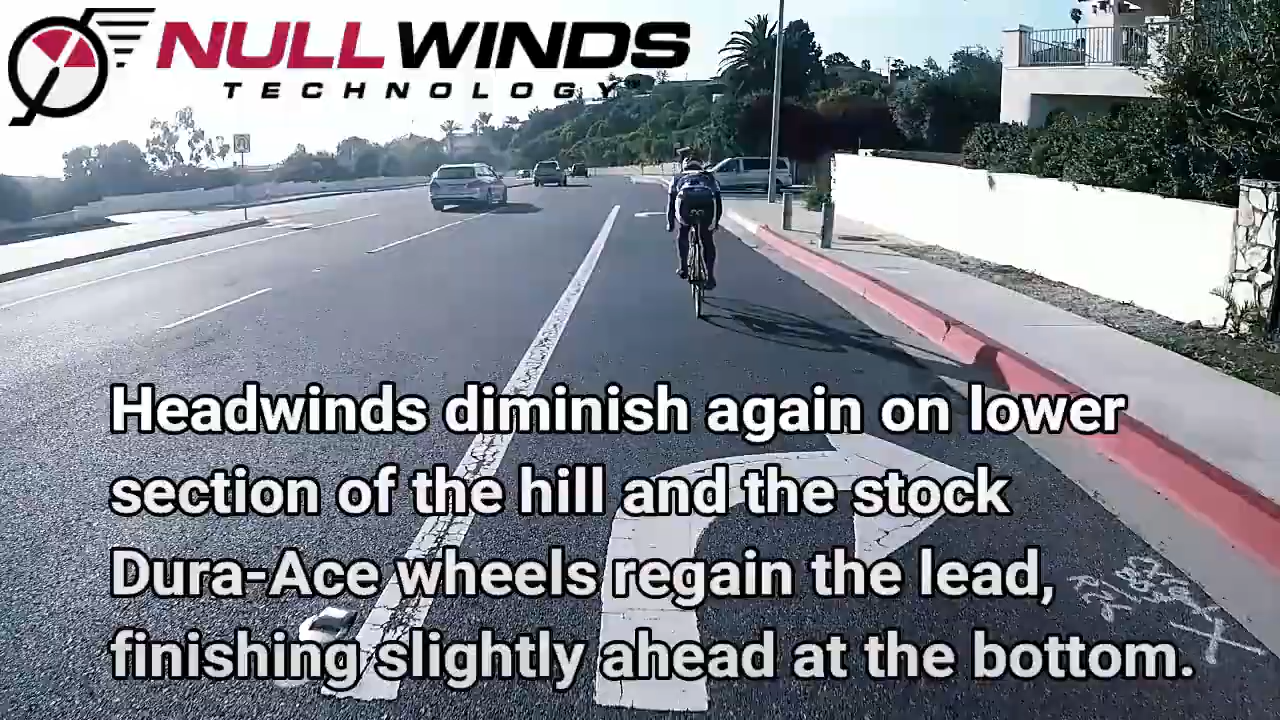 NULLWINDS
TECHNOLOGY
Headwinds diminish again on lower
section of the hill and the stock
Dura-Ace wheels regain the lead,
finishing slightly ahead at the bottom.